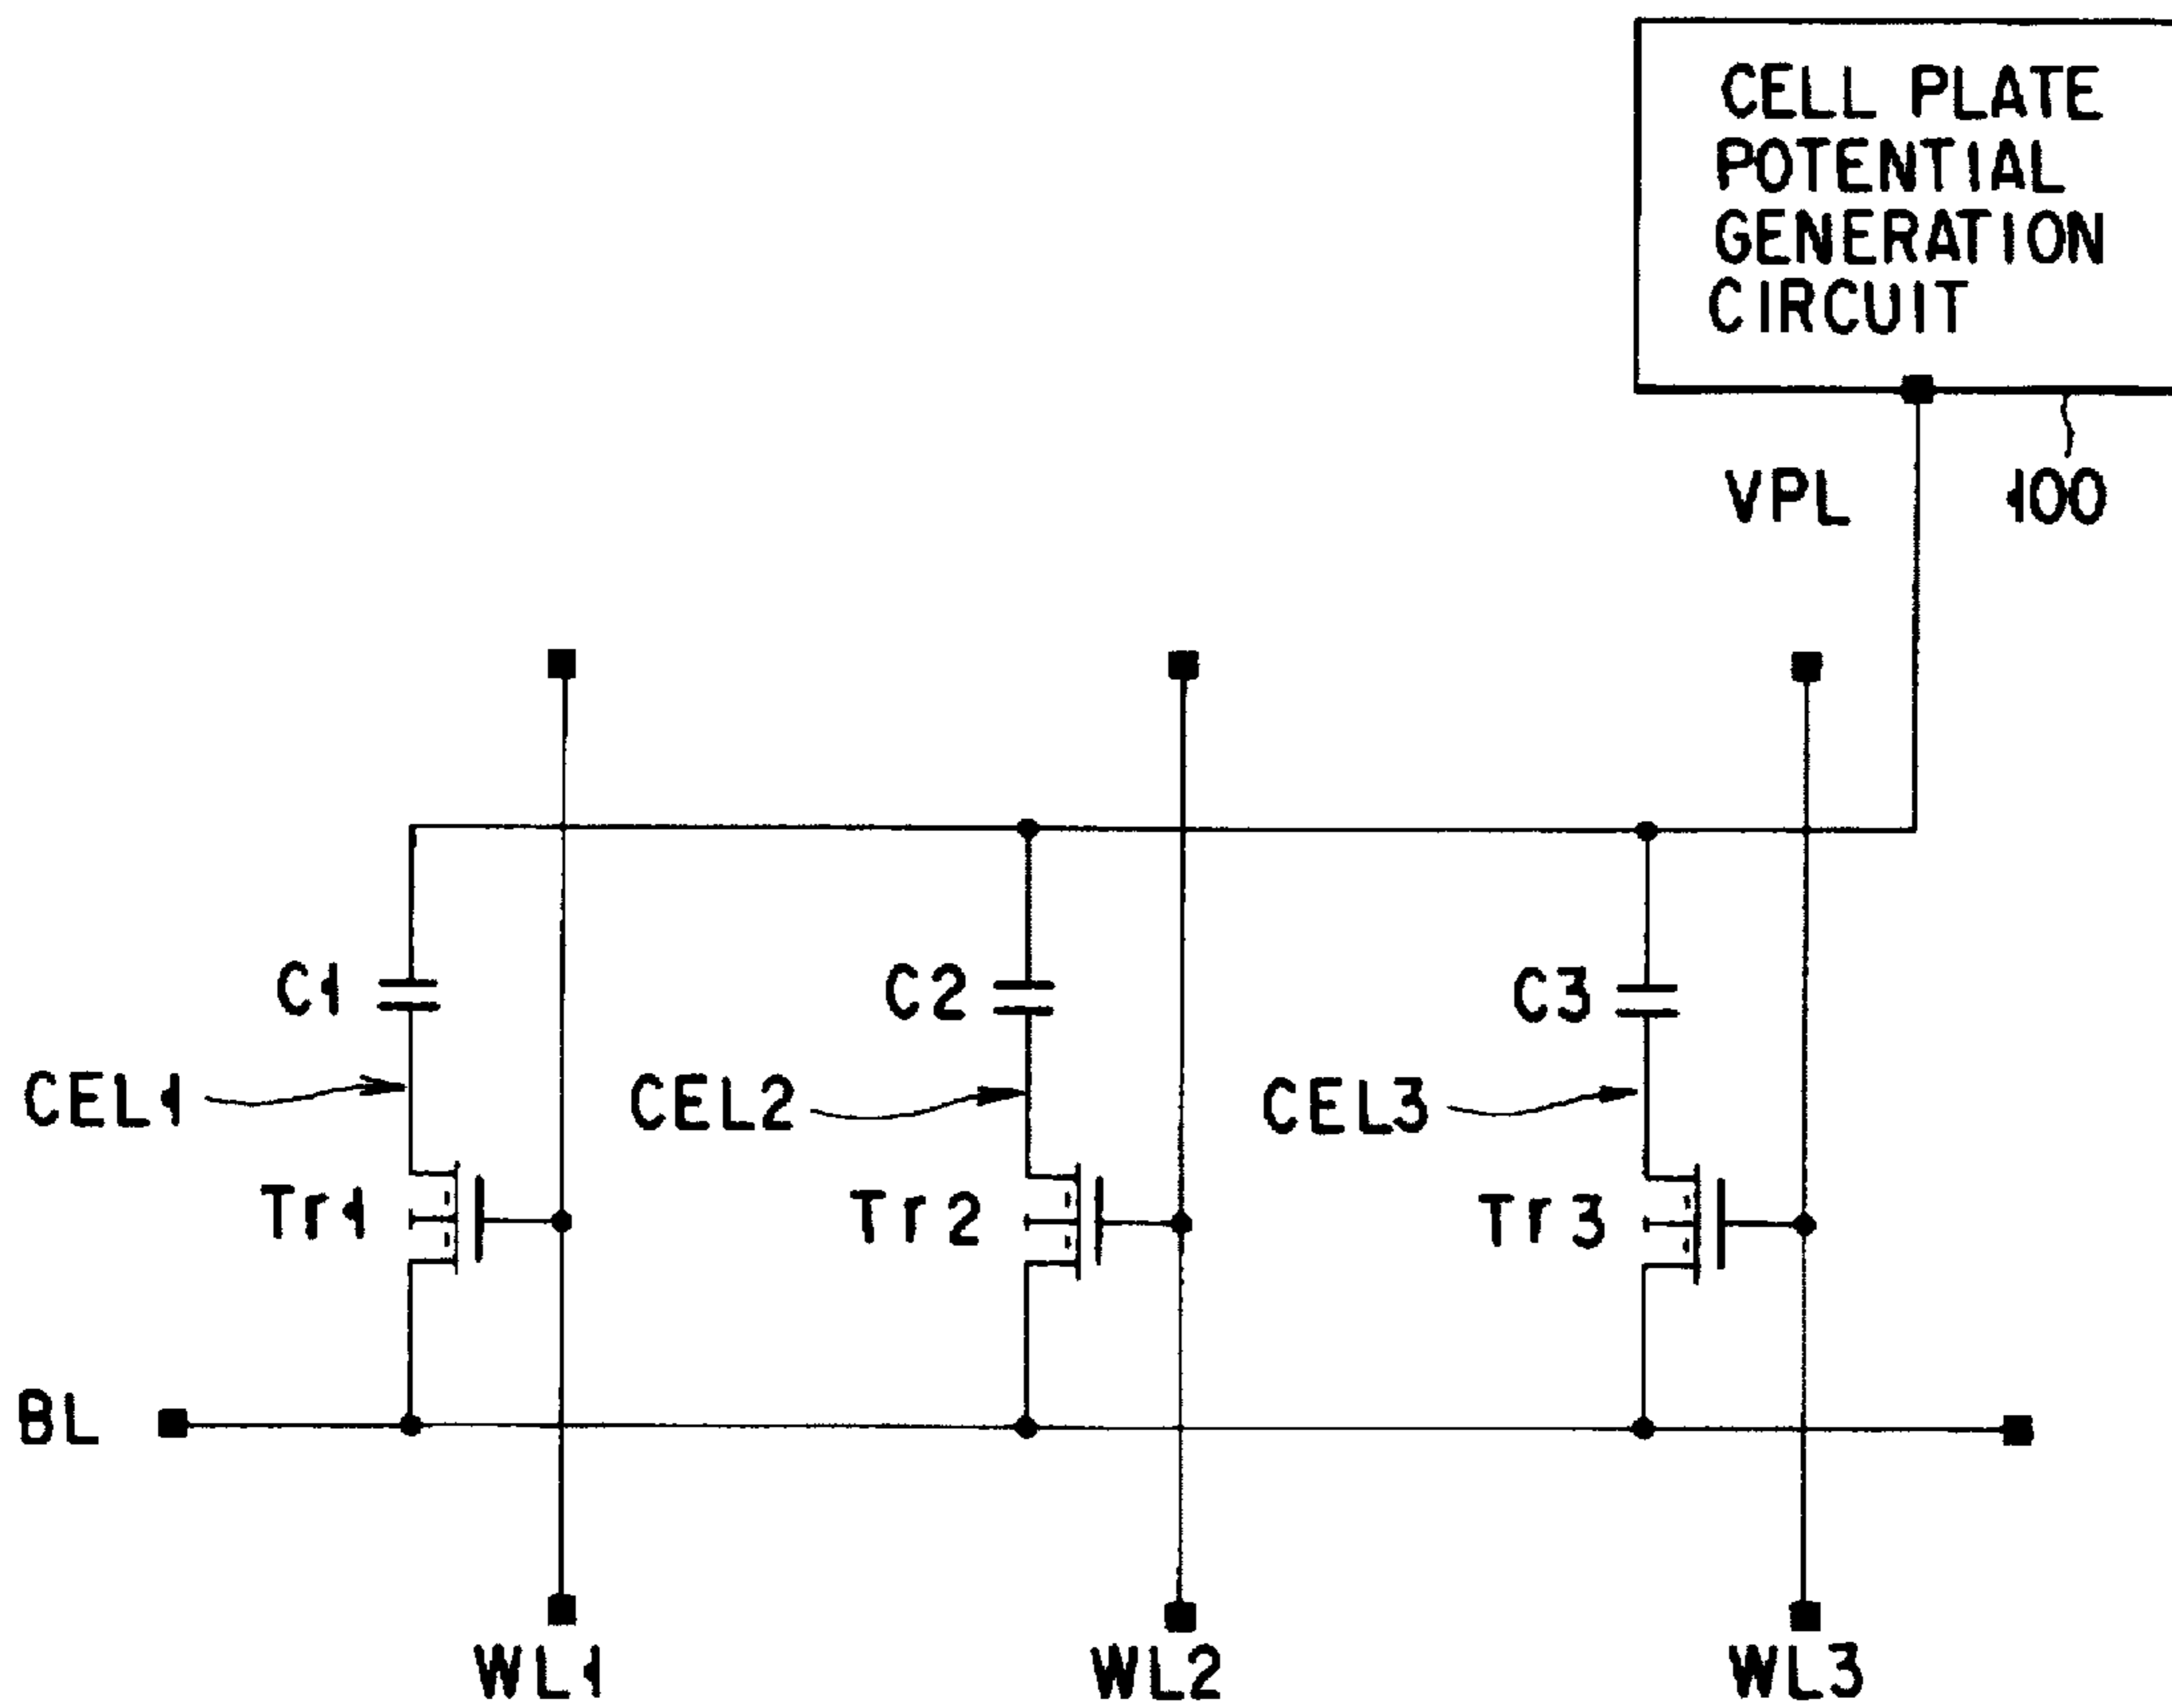 CELL PLATE
POTENTIAL
GENERATION
CIRCUIT
VPL
100
C1
C2
C3
CEL1
CEL2
CEL3
Tr1
Tr2
Tr3
BL
WL1
WL2
WL3